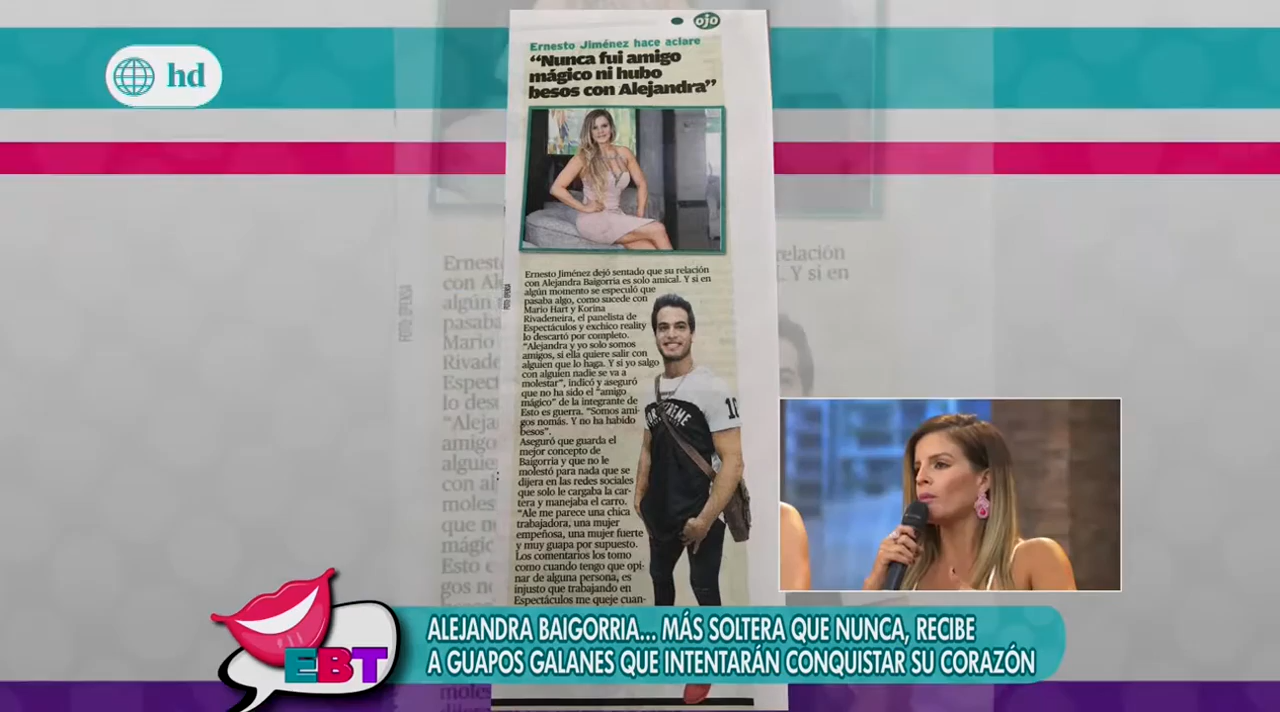 hd
ojo
Ernesto Jiménez hace aclare
“Nunca fui amigo
mágico ni hubo
besos con Alejandra”
Ernesto Jiménez dejó sentado que su relación
con Alejandra Baigorria es solo amical. Y si en
algún momento se especuló que
pasaba algo, como sucede con
Mario Hart y Korina
Rivadeneira, el panelista de
Espectáculos y exchico reality
lo descartó por completo.
“Alejandra y yo solo somos
amigos, si ella quiere salir con
alguien que lo haga. Y si yo salgo
con alguien nadie se va a
molestar”, indicó y aseguró
que no ha sido el “amigo
mágico” de la integrante de
Esto es guerra. “Somos ami-
gos nomás. Y no ha habido
besos”.
Aseguró que guarda el
mejor concepto de
Baigorria y que no le
molestó para nada que se
dijera en las redes sociales
que solo le cargaba la car-
tera y manejaba el carro.
“Ale me parece una chica
trabajadora, una mujer
empeñosa, una mujer fuerte
y muy guapa por supuesto.
Los comentarios los tomo
como cuando tengo que opi-
nar de alguna persona, es
injusto que trabajando en
Espectáculos me queje cuan-
FOTO: EPENSA
EBT
ALEJANDRA BAIGORRIA... MÁS SOLTERA QUE NUNCA, RECIBE
A GUAPOS GALANES QUE INTENTARÁN CONQUISTAR SU CORAZÓN